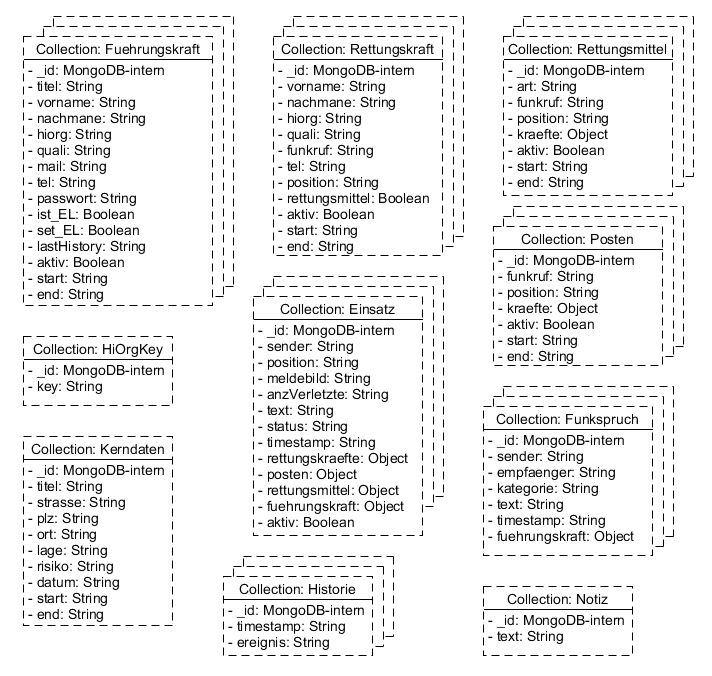 Collection: Fuehrungskraft
- _id: MongoDB-intern
- titel: String
- vorname: String
- nachmane: String
- hiorg: String
- quali: String
- mail: String
- tel: String
- passwort: String
- ist_EL: Boolean
- set_EL: Boolean
- lastHistory: String
- aktiv: Boolean
- start: String
- end: String
Collection: Rettungskraft
- _id: MongoDB-intern
- vorname: String
- nachmane: String
- hiorg: String
- quali: String
- funkruf: String
- tel: String
- position: String
- rettungsmittel: Boolean
- aktiv: Boolean
- start: String
- end: String
Collection: Rettungsmittel
- _id: MongoDB-intern
- art: String
- funkruf: String
- position: String
- kraefte: Object
- aktiv: Boolean
- start: String
- end: String
Collection: Posten
- _id: MongoDB-intern
- funkruf: String
- position: String
- kraefte: Object
- aktiv: Boolean
- start: String
- end: String
Collection: HiOrgKey
- _id: MongoDB-intern
- key: String
Collection: Einsatz
- _id: MongoDB-intern
- sender: String
- position: String
- meldebild: String
- anzVerletzte: String
- text: String
- status: String
- timestamp: String
- rettungskraefte: Object
- posten: Object
- rettungsmittel: Object
- fuehrungskraft: Object
- aktiv: Boolean
Collection: Funkspruch
- _id: MongoDB-intern
- sender: String
- empfaenger: String
- kategorie: String
- text: String
- timestamp: String
- fuehrungskraft: Object
Collection: Kerndaten
- _id: MongoDB-intern
- titel: String
- strasse: String
- plz: String
- ort: String
- lage: String
- risiko: String
- datum: String
- start: String
- end: String
Collection: Historie
- _id: MongoDB-intern
- timestamp: String
- ereignis: String
Collection: Notiz
- _id: MongoDB-intern
- text: String